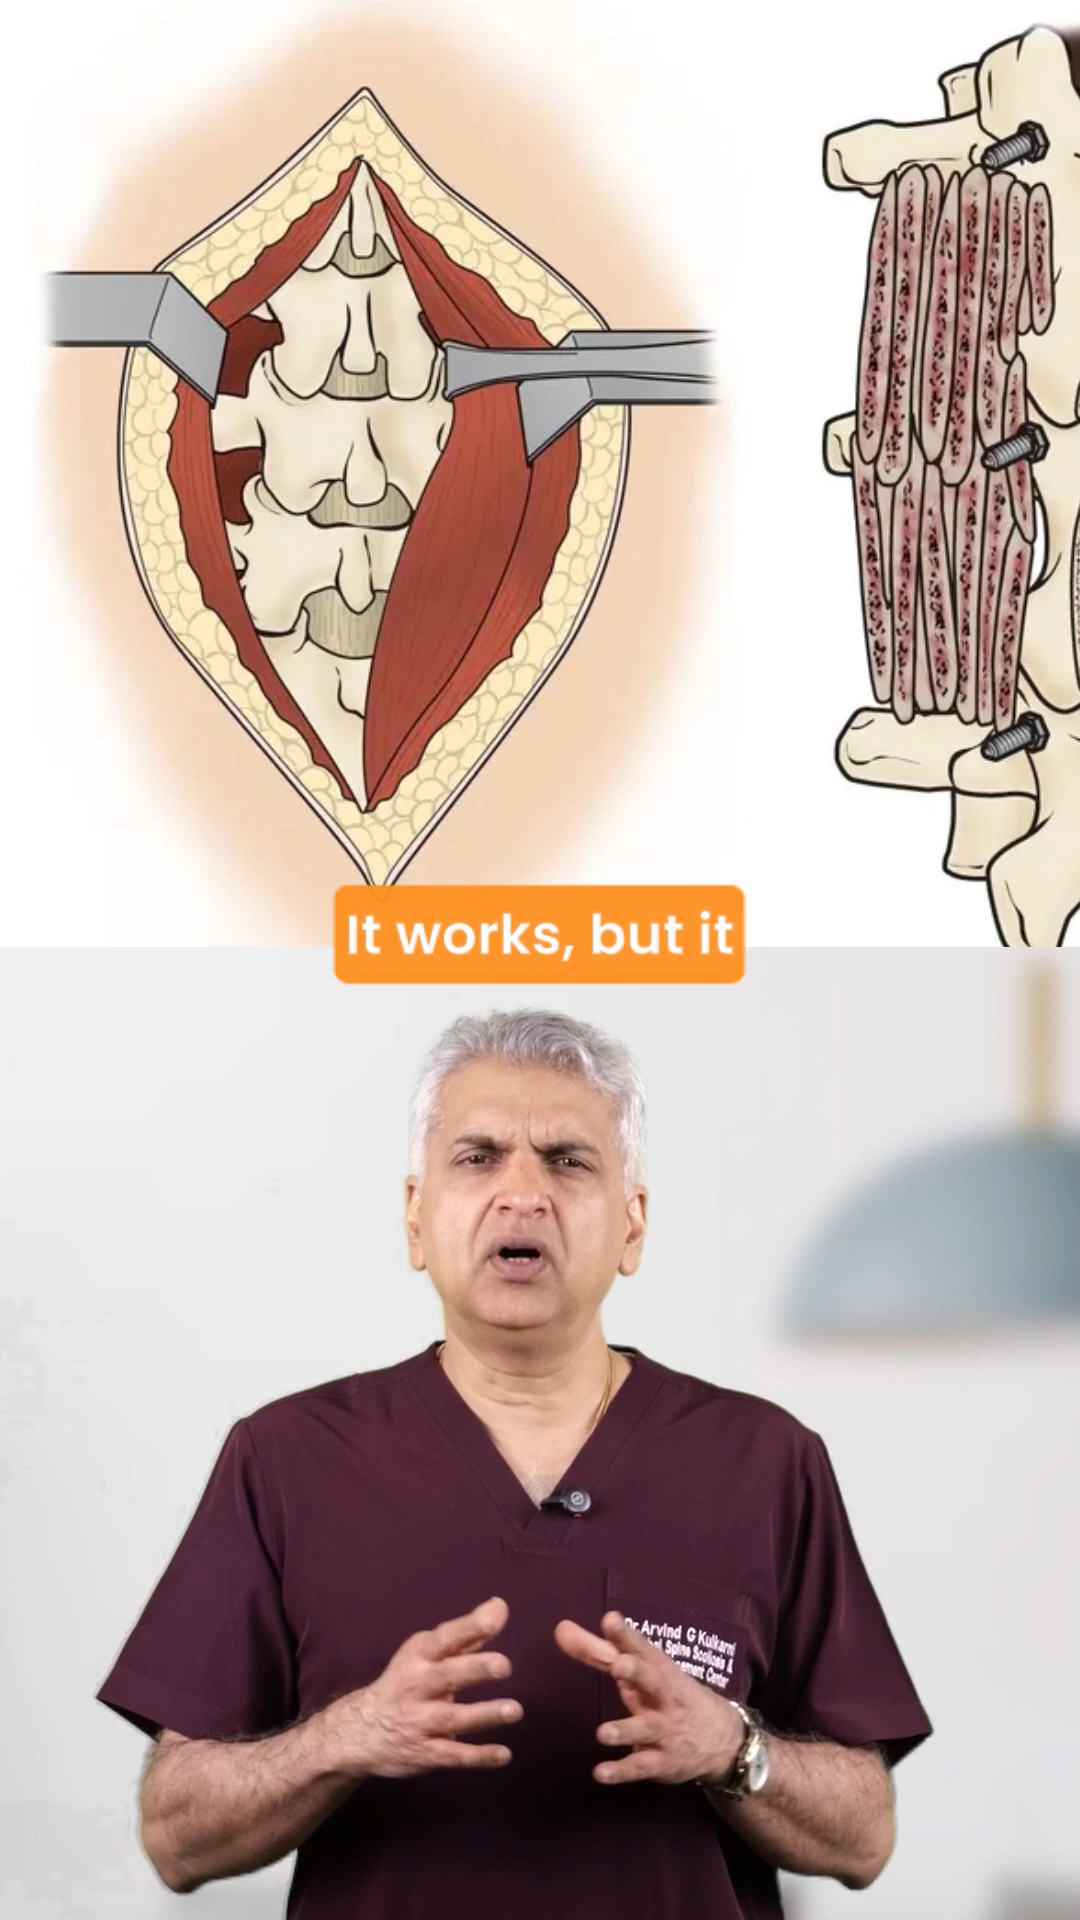 It works, but it
Dr.Arvind G Kulkarni
Spine Scoliosis &
Center